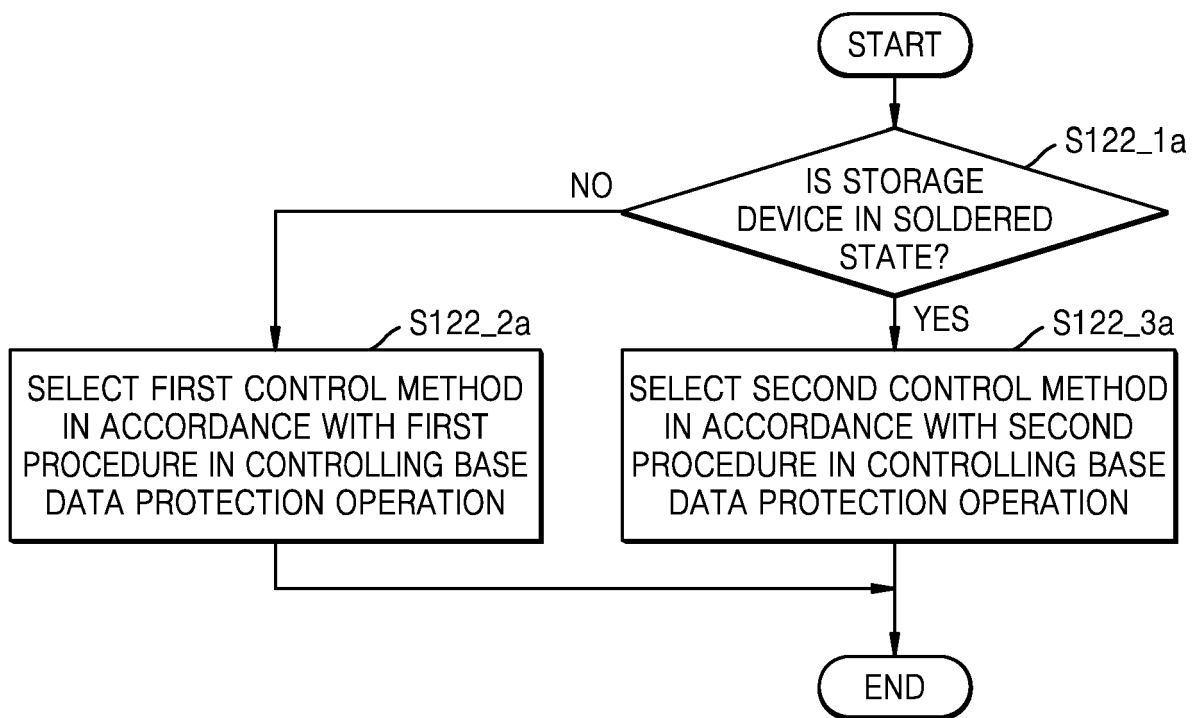 START
S122_1a
IS STORAGE
DEVICE IN SOLDERED
STATE?
NO
YES
S122_2a
SELECT FIRST CONTROL METHOD
IN ACCORDANCE WITH FIRST
PROCEDURE IN CONTROLLING BASE
DATA PROTECTION OPERATION
S122_3a
SELECT SECOND CONTROL METHOD
IN ACCORDANCE WITH SECOND
PROCEDURE IN CONTROLLING BASE
DATA PROTECTION OPERATION
END